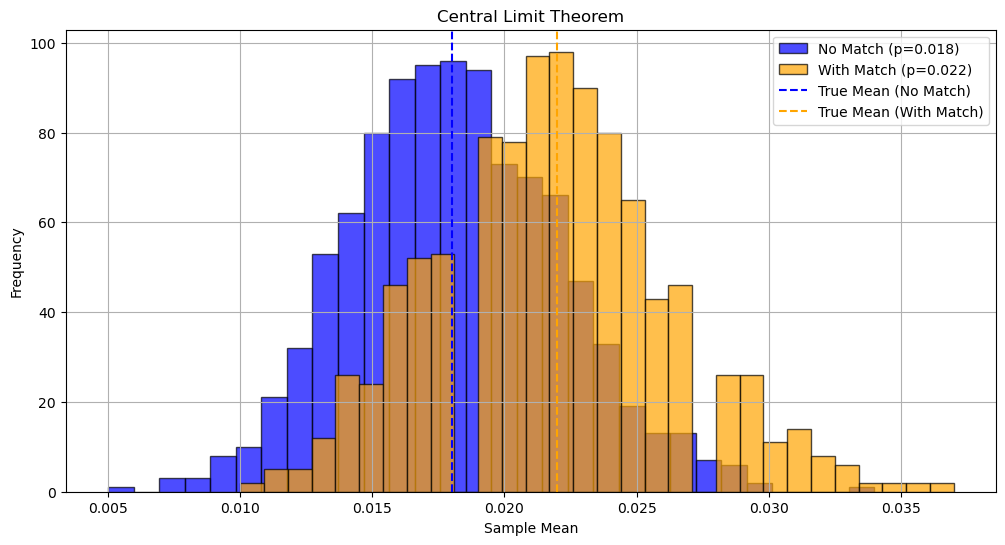 Central Limit Theorem
No Match (p=0.018)
With Match (p=0.022)
True Mean (No Match)
True Mean (With Match)
Frequency
100
80
60
40
20
0
0.005 0.010 0.015 0.020 0.025 0.030 0.035
Sample Mean